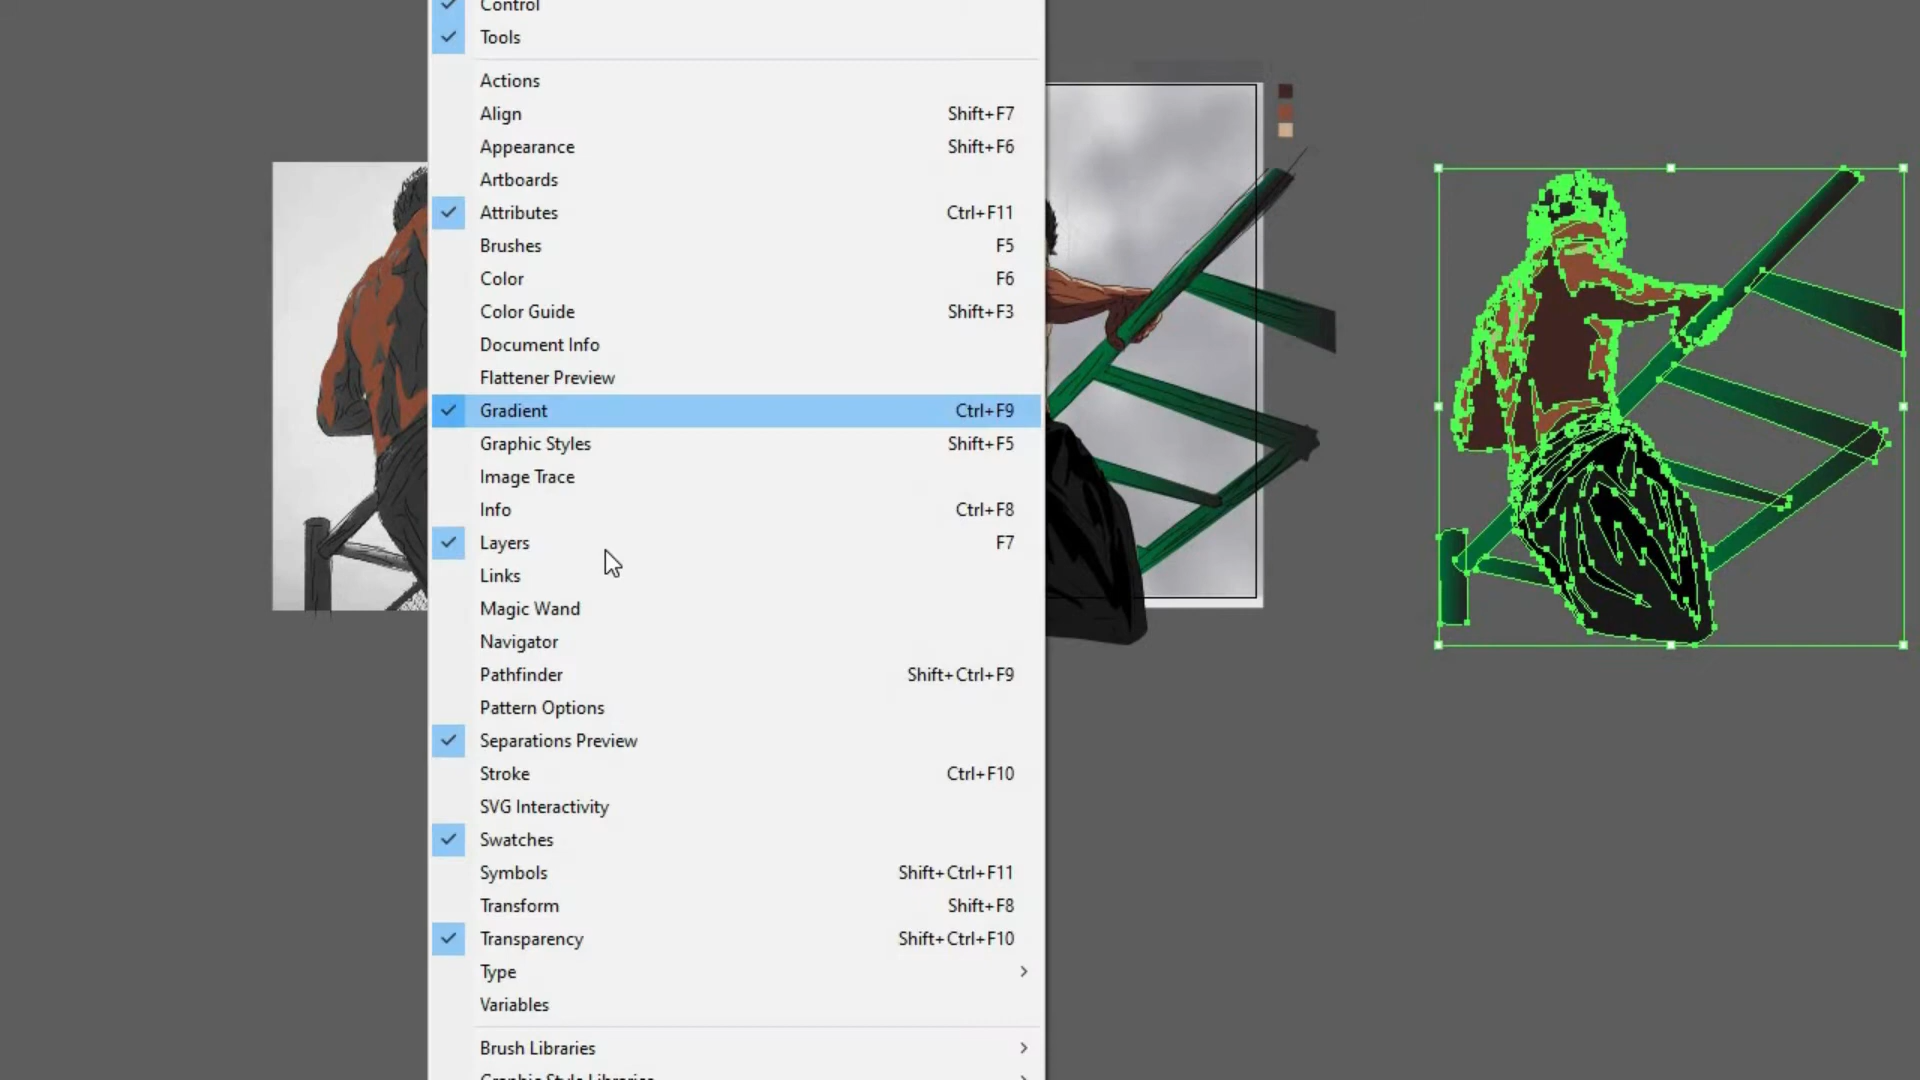 Control
Tools
Actions
Align Shift+F7
Appearance Shift+F6
Artboards
Attributes Ctrl+F11
Brushes F5
Color F6
Color Guide Shift+F3
Document Info
Flattener Preview
Gradient Ctrl+F9
Graphic Styles Shift+F5
Image Trace
Info Ctrl+F8
Layers F7
Links
Magic Wand
Navigator
Pathfinder Shift+Ctrl+F9
Pattern Options
Separations Preview
Stroke Ctrl+F10
SVG Interactivity
Swatches
Symbols Shift+Ctrl+F11
Transform Shift+F8
Transparency Shift+Ctrl+F10
Type
Variables
Brush Libraries
Graphic Style Libraries